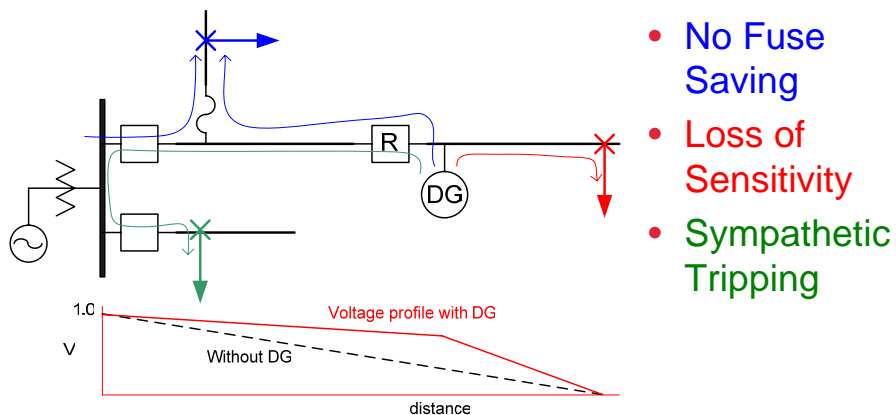 No Fuse
Saving
Loss of
Sensitivity
Sympathetic
Tripping
R
DG
1.0
V
Voltage profile with DG
Without DG
distance